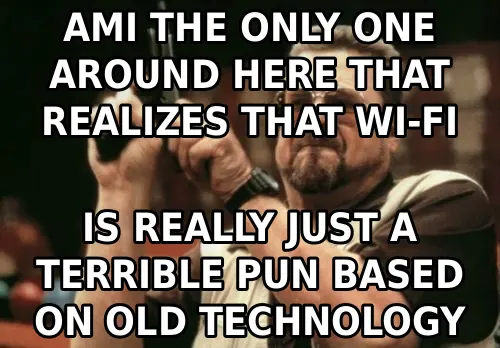 AMI THE ONLY ONE
AROUND HERE THAT
REALIZES THAT WI-FI
IS REALLY JUST A
TERRIBLE PUN BASED
ON OLD TECHNOLOGY